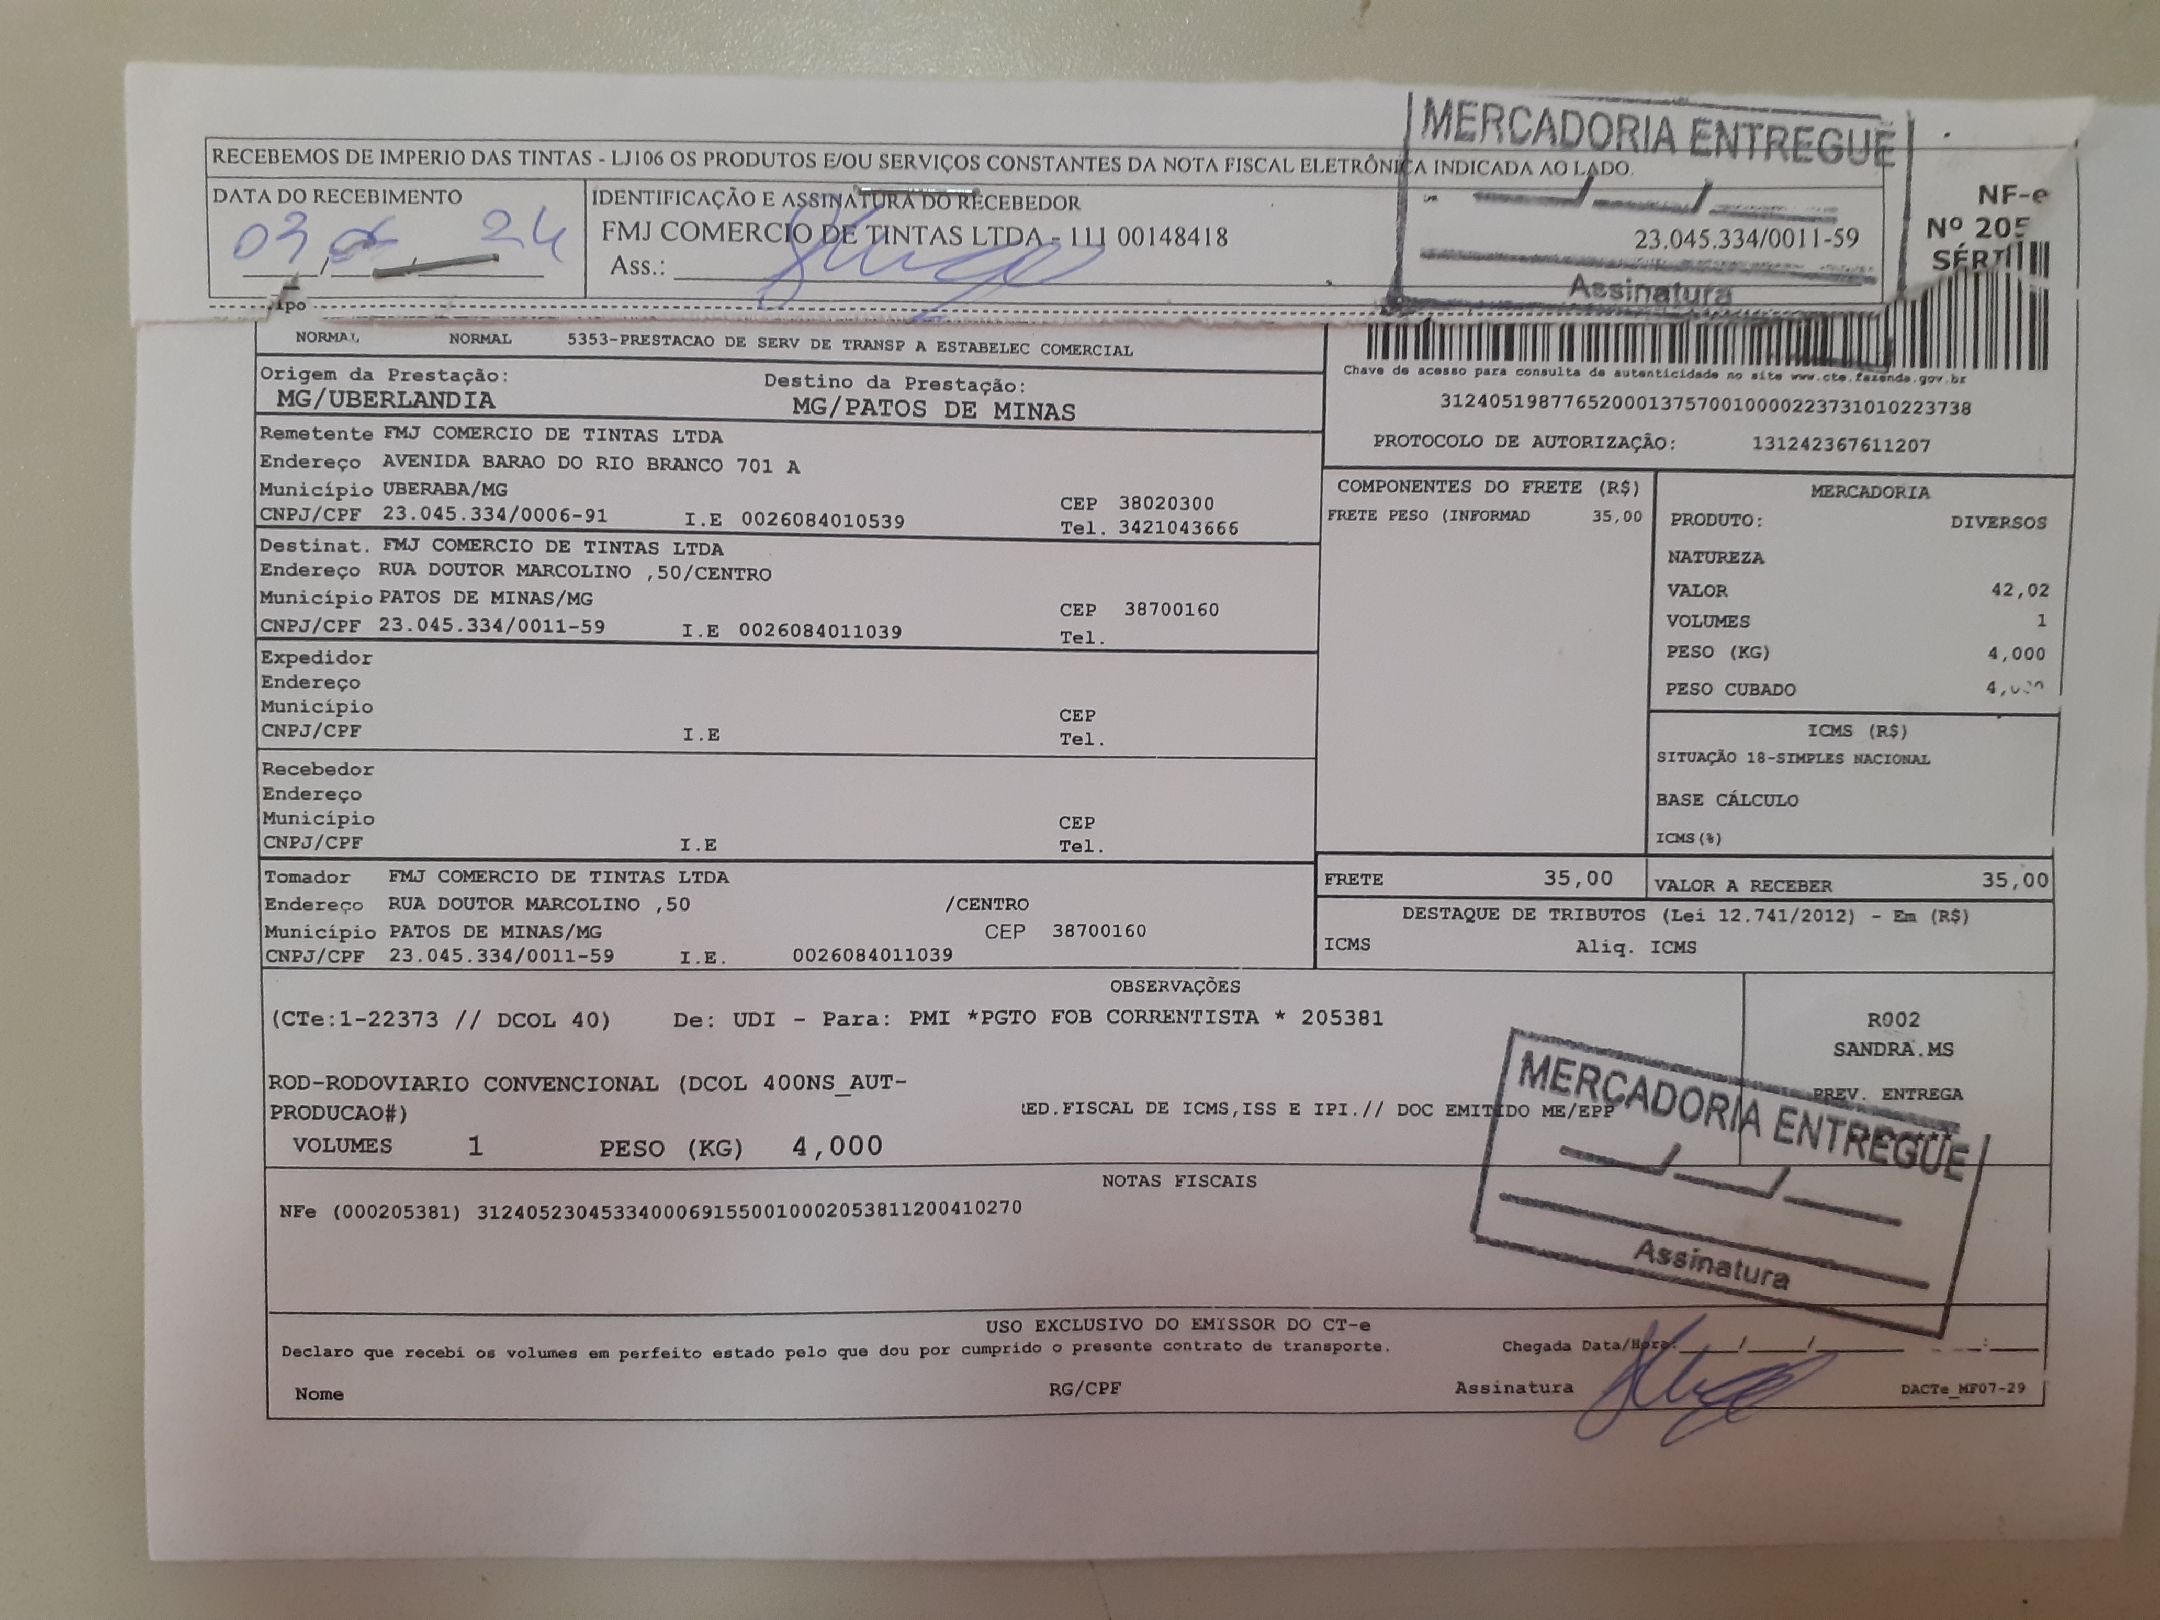 MERCADORIA ENTREGUE
RECEBEMOS DE IMPERIO DAS TINTAS - LJ106 OS PRODUTOS E/OU SERVIÇOS CONSTANTES DA NOTA FISCAL ELETRÔNICA INDICADA AO LADO.
DATA DO RECEBIMENTO
IDENTIFICAÇÃO E ASSINATURA DO RECEBEDOR
NF-e
03 24
FMJ COMERCIO DE TINTAS LTDA - 111 00148418
23.045.334/0011-59
Nº 205
Ass.:
Assinatura
NORMAL NORMAL 5353-PRESTACAO DE SERV DE TRANSP A ESTABELEC COMERCIAL
Chave de acesso para consulta de autenticidade no site www.cte.fazenda.gov.br
Origem da Prestação: Destino da Prestação:
MG/UBERLANDIA MG/PATOS DE MINAS
31240519877652000137570010000223731010223738
PROTOCOLO DE AUTORIZAÇÃO: 131242367611207
Remetente FMJ COMERCIO DE TINTAS LTDA
Endereço AVENIDA BARAO DO RIO BRANCO 701 A
Município UBERABA/MG CEP 38020300
CNPJ/CPF 23.045.334/0006-91 I.E 0026084010539 Tel. 3421043666
Destinat. FMJ COMERCIO DE TINTAS LTDA
Endereço RUA DOUTOR MARCOLINO ,50/CENTRO
Município PATOS DE MINAS/MG CEP 38700160
CNPJ/CPF 23.045.334/0011-59 I.E 0026084011039 Tel.
Expedidor
Endereço
Município CEP
CNPJ/CPF I.E Tel.
Recebedor
Endereço
Município CEP
CNPJ/CPF I.E Tel.
Tomador FMJ COMERCIO DE TINTAS LTDA
Endereço RUA DOUTOR MARCOLINO ,50 /CENTRO
Município PATOS DE MINAS/MG CEP 38700160
CNPJ/CPF 23.045.334/0011-59 I.E. 0026084011039
COMPONENTES DO FRETE (R$)
FRETE PESO (INFORMAD 35,00
MERCADORIA
PRODUTO: DIVERSOS
NATUREZA
VALOR 42,02
VOLUMES 1
PESO (KG) 4,000
PESO CUBADO
ICMS (R$)
SITUAÇÃO 18-SIMPLES NACIONAL
BASE CÁLCULO
ICMS(%)
FRETE 35,00
VALOR A RECEBER 35,00
DESTAQUE DE TRIBUTOS (Lei 12.741/2012) - Em (R$)
ICMS Aliq. ICMS
OBSERVAÇÕES
(CTe:1-22373 // DCOL 40) De: UDI - Para: PMI *PGTO FOB CORRENTISTA * 205381
R002
SANDRA.MS
PREV. ENTREGA
ROD-RODOVIARIO CONVENCIONAL (DCOL 400NS_AUT-
PRODUCAO#)
ED.FISCAL DE ICMS,ISS E IPI.// DOC EMITIDO ME/EPP
VOLUMES 1 PESO (KG) 4,000
MERCADORIA ENTREGUE
Assinatura
NOTAS FISCAIS
NFe (000205381) 31240523045334000691550010002053811200410270
USO EXCLUSIVO DO EMISSOR DO CT-e
Declaro que recebi os volumes em perfeito estado pelo que dou por cumprido o presente contrato de transporte.
Chegada Data/Hora:
Nome RG/CPF Assinatura DACTe_MF07-29